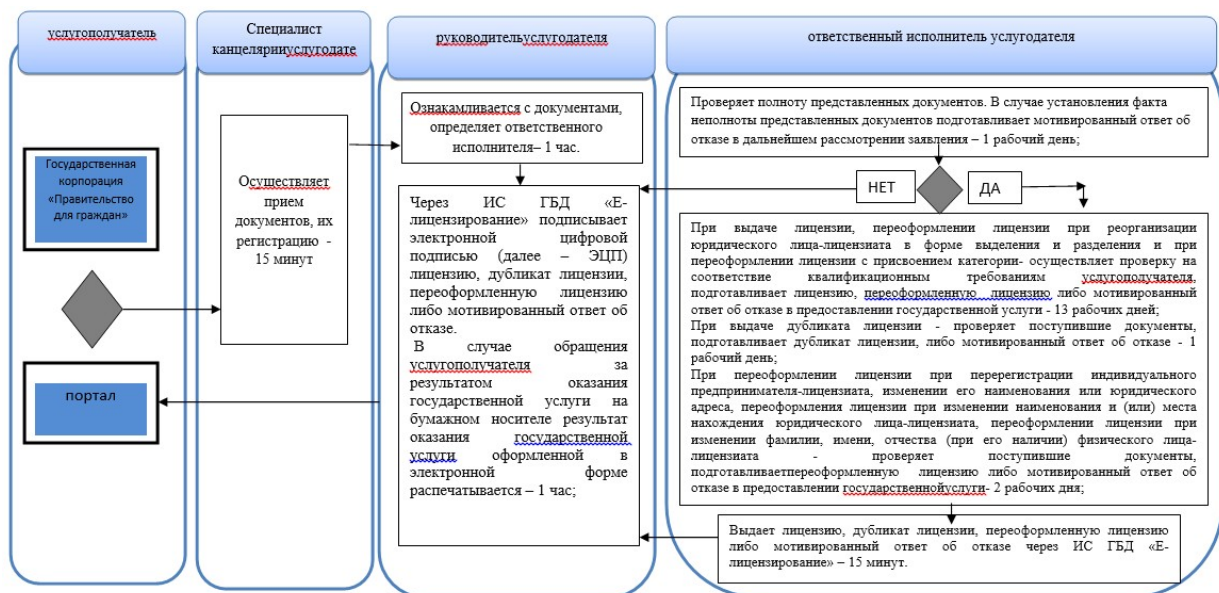 услугополучатель
Специалист
канцелярииуслугодате
руководительуслугодателя
ответственный исполнитель услугодателя
Государственная
корпорация
«Правительство
для граждан»
портал
Осуществляет
прием
документов, их
регистрацию -
15 минут
Ознакамливается с документами,
определяет ответственного
исполнителя– 1 час.
Через ИС ГБД «Е-
лицензирование» подписывает
электронной цифровой
подписью (далее – ЭЦП)
лицензию, дубликат лицензии,
переоформленную лицензию
либо мотивированный ответ об
отказе.
В случае обращения
услугополучателя за
результатом оказания
государственной услуги на
бумажном носителе результат
оказания государственной
услуги оформленной в
электронной форме
распечатывается – 1 час;
Проверяет полноту представленных документов. В случае установления факта
неполноты представленных документов подготавливает мотивированный ответ об
отказе в дальнейшем рассмотрении заявления – 1 рабочий день;
НЕТ
ДА
При выдаче лицензии, переоформлении лицензии при реорганизации
юридического лица-лицензиата в форме выделения и разделения и при
переоформлении лицензии с присвоением категории- осуществляет проверку на
соответствие квалификационным требованиям услугополучателя,
подготавливает лицензию, переоформленную лицензию либо мотивированный
ответ об отказе в предоставлении государственной услуги - 13 рабочих дней;
При выдаче дубликата лицензии - проверяет поступившие документы,
подготавливает дубликат лицензии, либо мотивированный ответ об отказе - 1
рабочий день;
При переоформлении лицензии при перерегистрации индивидуального
предпринимателя-лицензиата, изменении его наименования или юридического
адреса, переоформления лицензии при изменении наименования и (или) места
нахождения юридического лица-лицензиата, переоформлении лицензии при
изменении фамилии, имени, отчества (при его наличии) физического лица-
лицензиата - проверяет поступившие документы,
подготавливаетпереоформленную лицензию либо мотивированный ответ об
отказе в предоставлении государственнойуслуги- 2 рабочих дня;
Выдает лицензию, дубликат лицензии, переоформленную лицензию
либо мотивированный ответ об отказе через ИС ГБД «Е-
лицензирование» – 15 минут.